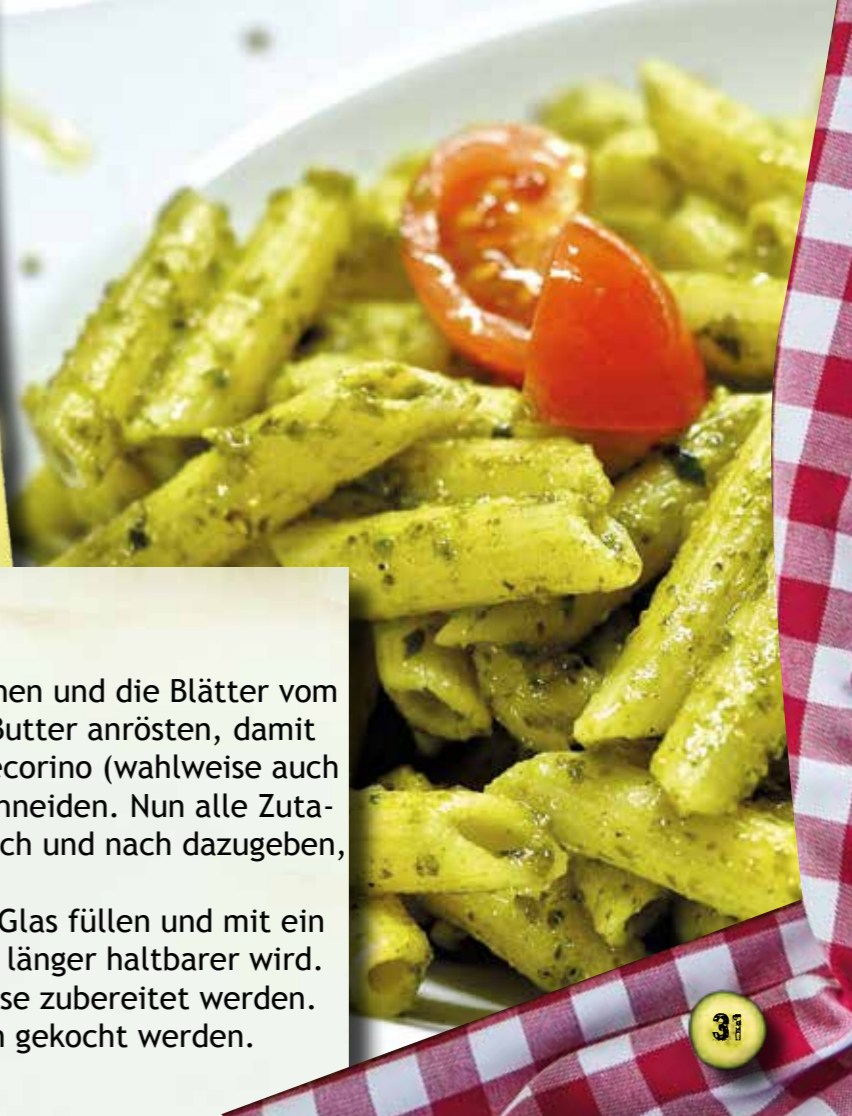 hen und die Blätter vom
Butter anrösten, damit
ecorino (wahlweise auch
hneiden. Nun alle Zuta-
ch und nach dazugeben,
Glas füllen und mit ein
länger haltbarer wird.
se zubereitet werden.
gekocht werden.
31